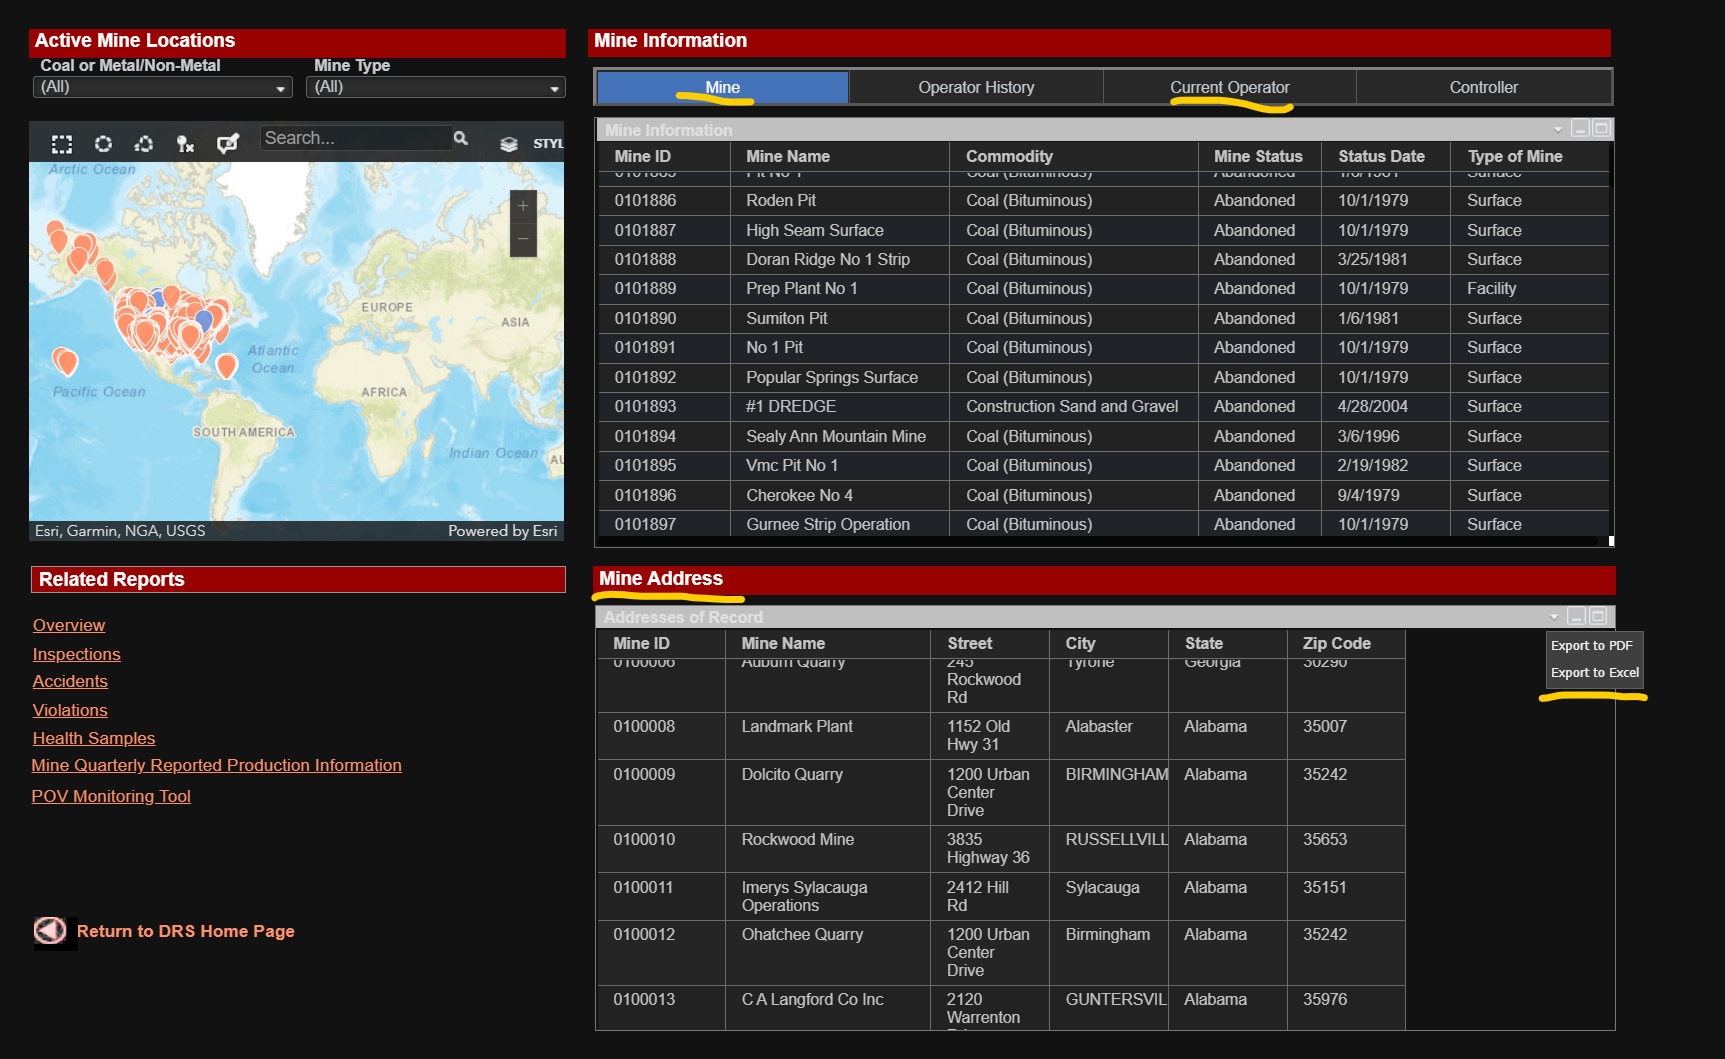 Active Mine Locations
Coal or Metal/Non-Metal
Mine Type
(All)
(All)
Search...
STYL
Arctic Ocean
+
−
EUROPE
ASIA
Atlantic
Ocean
Pacific Ocean
AFRICA
SOUTH AMERICA
Indian Ocean
AU
Esri, Garmin, NGA, USGS
Powered by Esri
Related Reports
Overview
Inspections
Accidents
Violations
Health Samples
Mine Quarterly Reported Production Information
POV Monitoring Tool
Return to DRS Home Page
Mine Information
Mine Operator History Current Operator Controller
Mine Information
Mine ID Mine Name Commodity Mine Status Status Date Type of Mine
0101885 Pit No 1 Coal (Bituminous) Abandoned 1/6/1981 Surface
0101886 Roden Pit Coal (Bituminous) Abandoned 10/1/1979 Surface
0101887 High Seam Surface Coal (Bituminous) Abandoned 10/1/1979 Surface
0101888 Doran Ridge No 1 Strip Coal (Bituminous) Abandoned 3/25/1981 Surface
0101889 Prep Plant No 1 Coal (Bituminous) Abandoned 10/1/1979 Facility
0101890 Sumiton Pit Coal (Bituminous) Abandoned 1/6/1981 Surface
0101891 No 1 Pit Coal (Bituminous) Abandoned 10/1/1979 Surface
0101892 Popular Springs Surface Coal (Bituminous) Abandoned 10/1/1979 Surface
0101893 #1 DREDGE Construction Sand and Gravel Abandoned 4/28/2004 Surface
0101894 Sealy Ann Mountain Mine Coal (Bituminous) Abandoned 3/6/1996 Surface
0101895 Vmc Pit No 1 Coal (Bituminous) Abandoned 2/19/1982 Surface
0101896 Cherokee No 4 Coal (Bituminous) Abandoned 9/4/1979 Surface
0101897 Gurnee Strip Operation Coal (Bituminous) Abandoned 10/1/1979 Surface
Mine Address
Addresses of Record
Export to PDF
Export to Excel
Mine ID Mine Name Street City State Zip Code
0100006 Auburn Quarry 245 Tyrone Georgia 30290
Rockwood
Rd
0100008 Landmark Plant 1152 Old Alabaster Alabama 35007
Hwy 31
0100009 Dolcito Quarry 1200 Urban BIRMINGHAM Alabama 35242
Center
Drive
0100010 Rockwood Mine 3835 RUSSELLVILL Alabama 35653
Highway 36
0100011 Imerys Sylacauga 2412 Hill Sylacauga Alabama 35151
Operations Rd
0100012 Ohatchee Quarry 1200 Urban Birmingham Alabama 35242
Center
Drive
0100013 C A Langford Co Inc 2120 GUNTERSVIL Alabama 35976
Warrenton